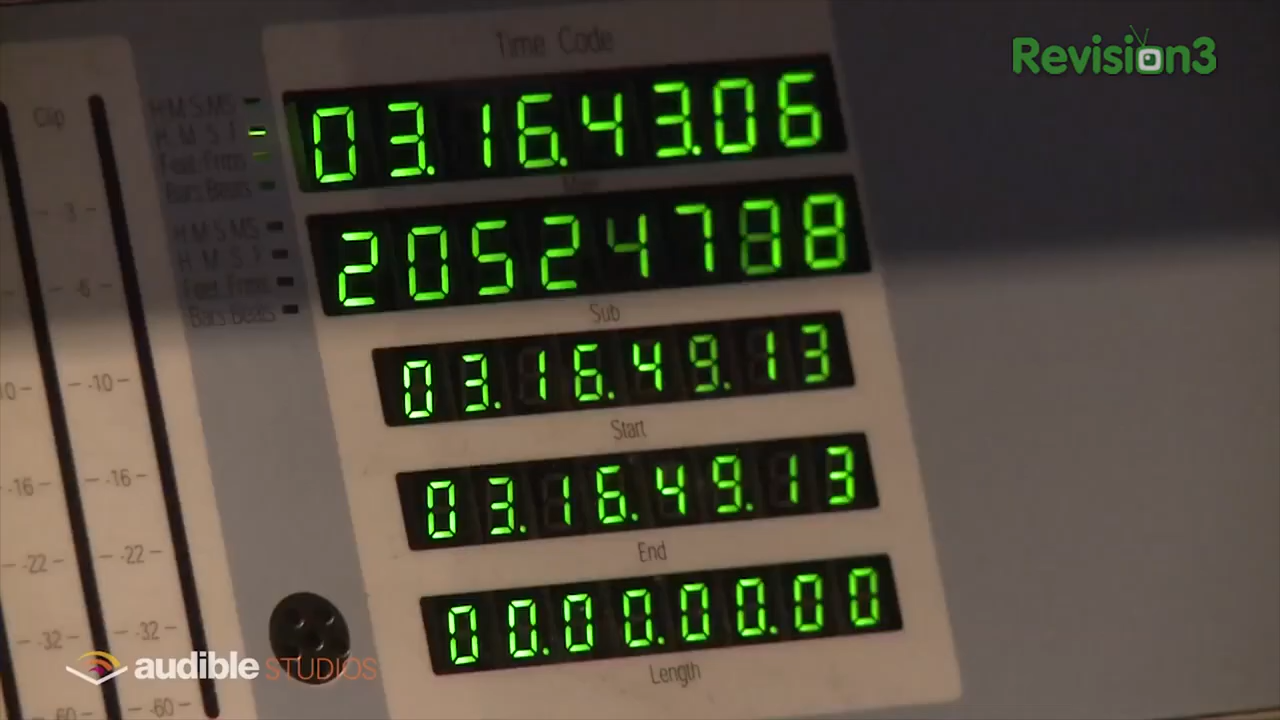 Revision3
Time Code
Clip
H M S MS
H M S F
Feet.Frms
Bars Beats
03.16.43.06
Main
H M S MS
H M S F
Feet.Frms
Bars Beats
Sub
03.16.49.13
Start
03.16.49.13
End
00.00.00.00
Length
-3-
-6-
-10-
-16-
-22-
-32-
-60-
-10-
-16-
-22-
-32-
-60-
audible STUDIOS